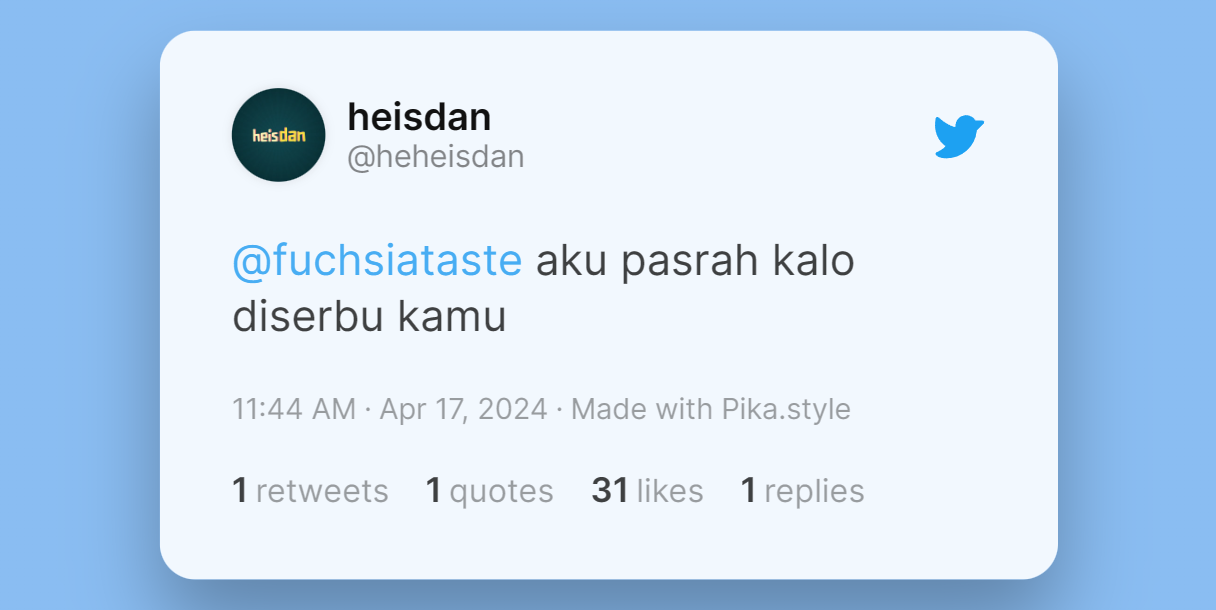 heisdan
heisdan
@heheisdan
@fuchsiataste aku pasrah kalo
diserbu kamu
11:44 AM · Apr 17, 2024 · Made with Pika.style
1 retweets 1 quotes 31 likes 1 replies